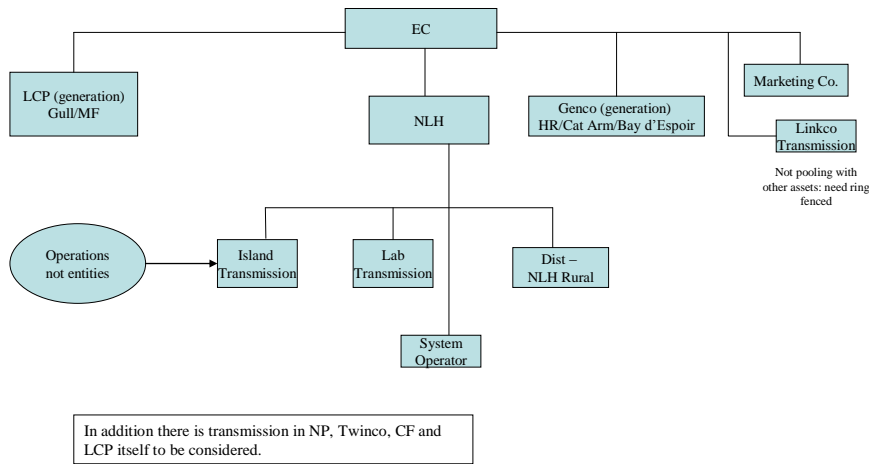 EC
LCP (generation)
Gull/MF
NLH
Genco (generation)
HR/Cat Arm/Bay d'Espoir
Marketing Co.
Linkco
Transmission
Not pooling with
other assets: need ring
fenced
Operations
not entities
Island
Transmission
Lab
Transmission
Dist –
NLH Rural
System
Operator
In addition there is transmission in NP, Twinco, CF and
LCP itself to be considered.